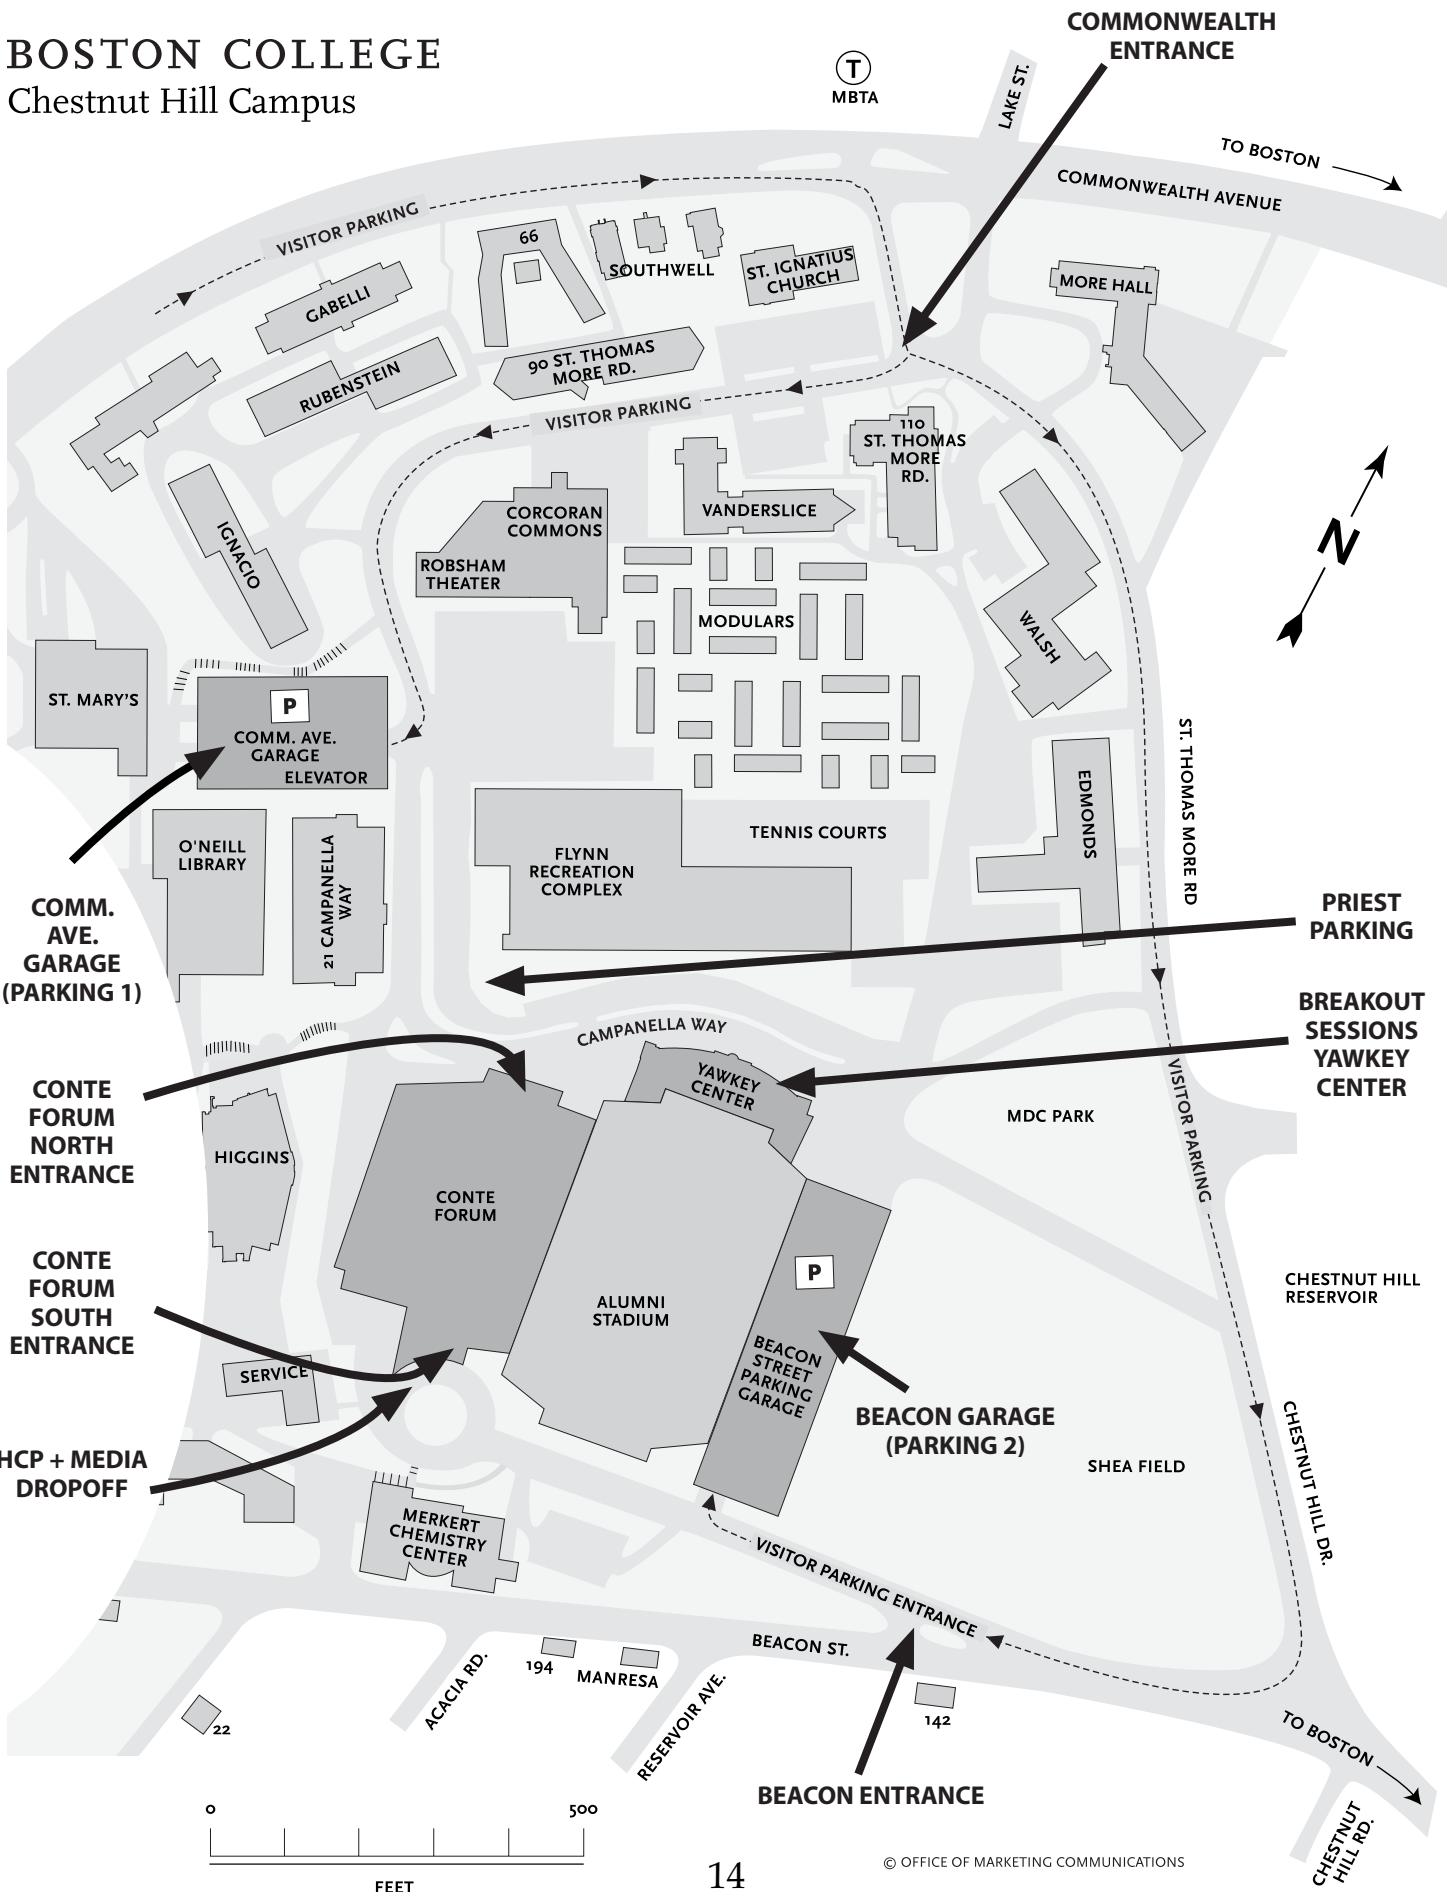 BOSTON COLLEGE
Chestnut Hill Campus
COMMONWEALTH
ENTRANCE
T
MBTA
LAKE ST.
TO BOSTON
COMMONWEALTH AVENUE
VISITOR PARKING
66
SOUTHWELL
ST. IGNATIUS
CHURCH
MORE HALL
GABELLI
RUBENSTEIN
90 ST. THOMAS
MORE RD.
VISITOR PARKING
110
ST. THOMAS
MORE
RD.
IGNACIO
CORCORAN
COMMONS
ROBSHAM
THEATER
VANDERSLICE
N
MODULARS
WALSH
ST. MARY'S
P
COMM. AVE.
GARAGE
ELEVATOR
ST. THOMAS MORE RD
EDMONDS
O'NEILL
LIBRARY
21 CAMPANELLA
WAY
FLYNN
RECREATION
COMPLEX
TENNIS COURTS
COMM.
AVE.
GARAGE
(PARKING 1)
PRIEST
PARKING
BREAKOUT
SESSIONS
YAWKEY
CENTER
CAMPANELLA WAY
YAWKEY
CENTER
VISITOR PARKING
MDC PARK
CONTE
FORUM
NORTH
ENTRANCE
HIGGINS
CONTE
FORUM
CONTE
FORUM
SOUTH
ENTRANCE
P
ALUMNI
STADIUM
CHESTNUT HILL
RESERVOIR
BEACON
STREET
PARKING
GARAGE
SERVICE
BEACON GARAGE
(PARKING 2)
CHESTNUT HILL DR.
HCP + MEDIA
DROPOFF
SHEA FIELD
MERKERT
CHEMISTRY
CENTER
VISITOR PARKING ENTRANCE
BEACON ST.
ACACIA RD.
194
MANRESA
RESERVOIR AVE.
22
142
TO BOSTON
BEACON ENTRANCE
CHESTNUT
HILL RD.
0
500
FEET
14
© OFFICE OF MARKETING COMMUNICATIONS